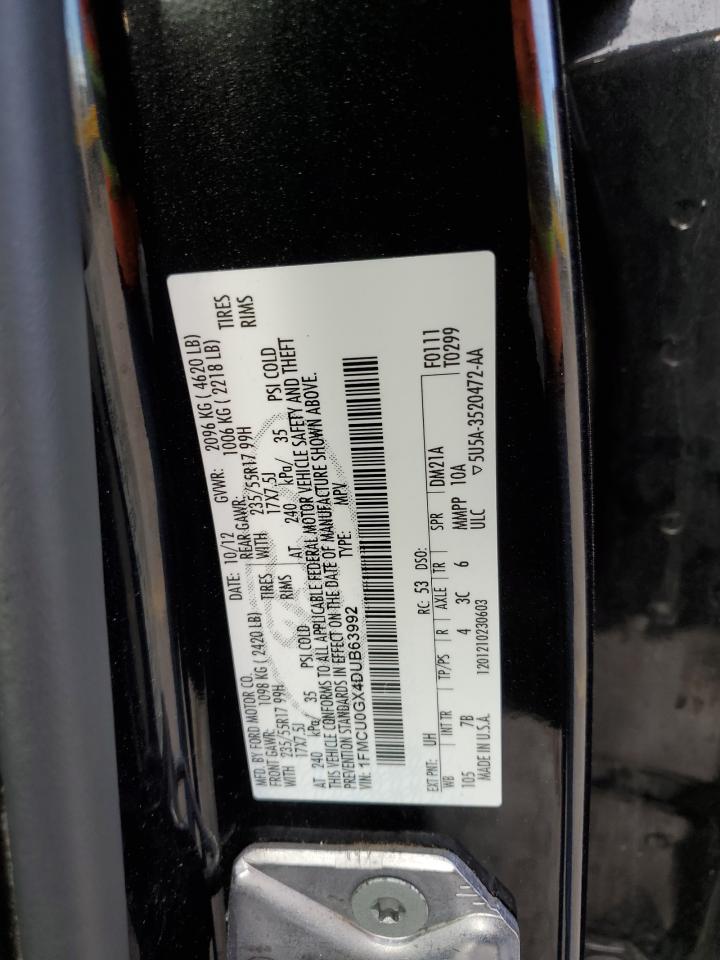 MFD. BY FORD MOTOR CO. DATE: 10/12 GVWR: 2096 KG ( 4620 LB)
FRONT GAWR: 1098 KG ( 2420 LB) REAR GAWR: 1006 KG ( 2218 LB)
WITH 235/55R17 99H TIRES WITH 235/55R17 99H TIRES
17X7.5J RIMS 17X7.5J RIMS
AT 240 kPa/ 35 PSI COLD AT 240 kPa/ 35 PSI COLD
THIS VEHICLE CONFORMS TO ALL APPLICABLE FEDERAL MOTOR VEHICLE SAFETY AND THEFT
PREVENTION STANDARDS IN EFFECT ON THE DATE OF MANUFACTURE SHOWN ABOVE.
VIN: 1FMCU0GX4DUB63992 TYPE: MPV
EXT PNT: UH RC: 53 DSO: F0111
WB INT TR TP/PS R AXLE TR SPR DM21A T0299
105 7B 4 3C 6 MMPP 10A
MADE IN U.S.A. 1201210230603 ULC ▽5U5A-3520472-AA